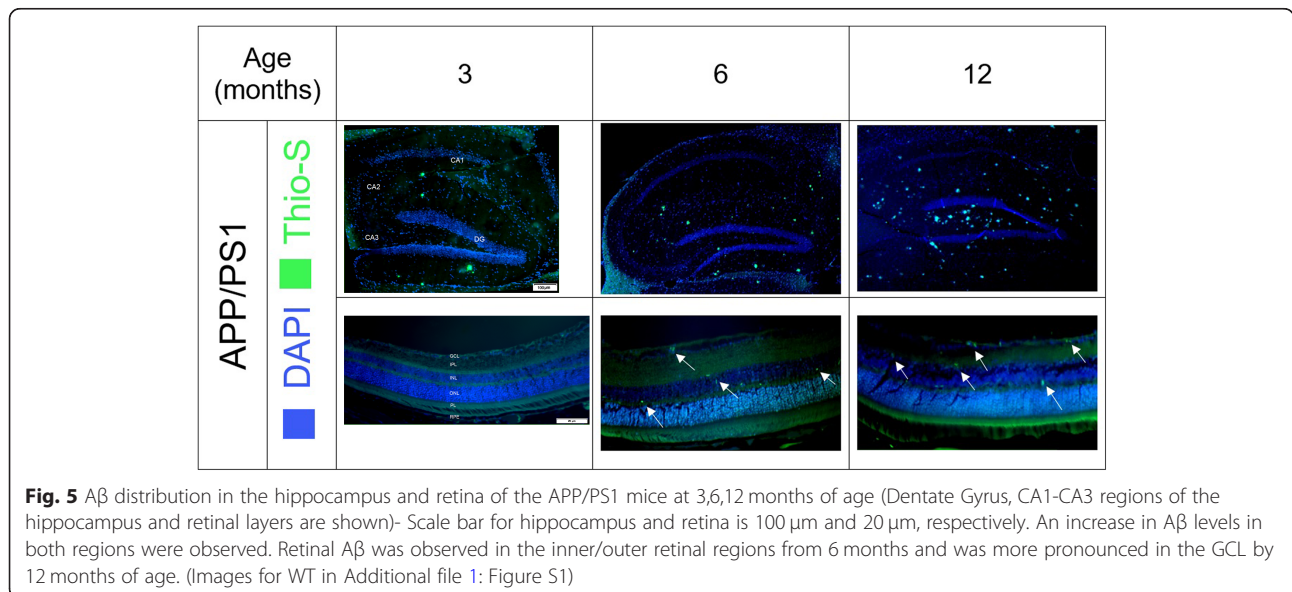 Age
(months)
3
6
12
APP/PS1
DAPI Thio-S
CA1
CA2
CA3
DG
100µm
GCL
IPL
INL
ONL
PL
RPE
Fig. 5 Aβ distribution in the hippocampus and retina of the APP/PS1 mice at 3,6,12 months of age (Dentate Gyrus, CA1-CA3 regions of the
hippocampus and retinal layers are shown)- Scale bar for hippocampus and retina is 100 µm and 20 µm, respectively. An increase in Aβ levels in
both regions were observed. Retinal Aβ was observed in the inner/outer retinal regions from 6 months and was more pronounced in the GCL by
12 months of age. (Images for WT in Additional file 1: Figure S1)